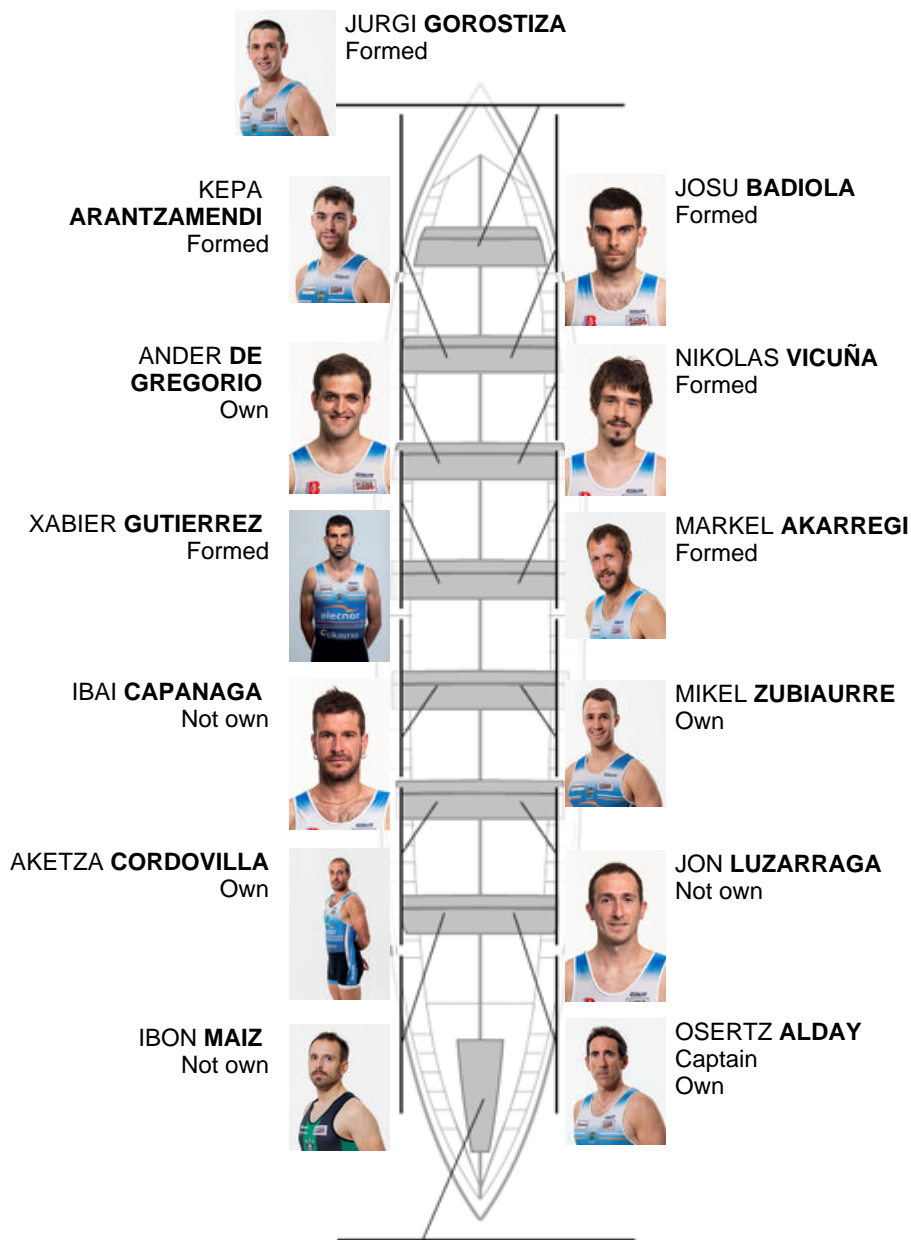 JURGI GOROSTIZA
Formed
KEPA
ARANTZAMENDI
Formed
JOSU BADIOLA
Formed
ANDER DE
GREGORIO
Own
NIKOLAS VICUÑA
Formed
XABIER GUTIERREZ
Formed
elecnor
cikautxo
MARKEL AKARREGI
Formed
IBAI CAPANAGA
Not own
MIKEL ZUBIAURRE
Own
AKETZA CORDOVILLA
Own
JON LUZARRAGA
Not own
IBON MAIZ
Not own
OSERTZ ALDAY
Captain
Own